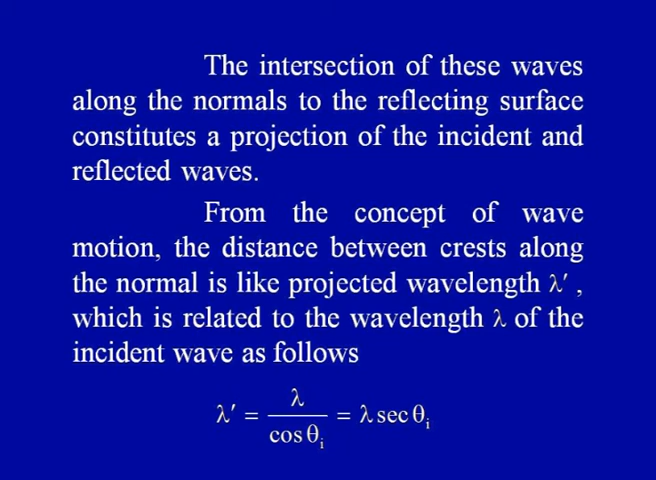 The intersection of these waves
along the normals to the reflecting surface
constitutes a projection of the incident and
reflected waves.
From the concept of wave
motion, the distance between crests along
the normal is like projected wavelength λ′ ,
which is related to the wavelength λ of the
incident wave as follows
λ′ = λ / cos θᵢ = λ sec θᵢ